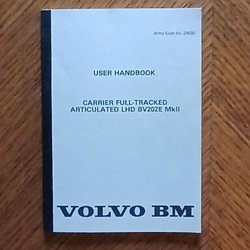 Army Code No. 24030
USER HANDBOOK
CARRIER FULL-TRACKED
ARTICULATED LHD BV202E MkII
VOLVO BM